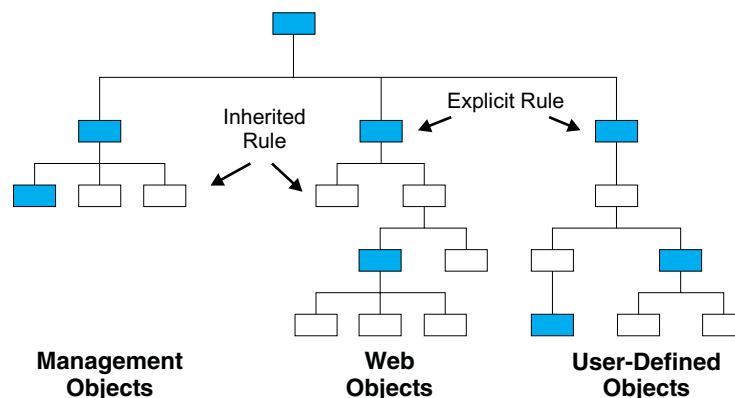 Explicit Rule
Inherited
Rule
Management
Objects
Web
Objects
User-Defined
Objects